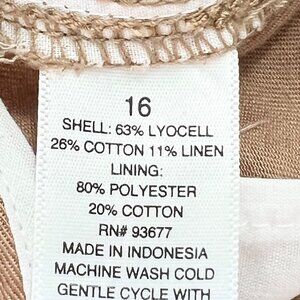 16
SHELL: 63% LYOCELL
26% COTTON 11% LINEN
LINING:
80% POLYESTER
20% COTTON
RN# 93677
MADE IN INDONESIA
MACHINE WASH COLD
GENTLE CYCLE WITH